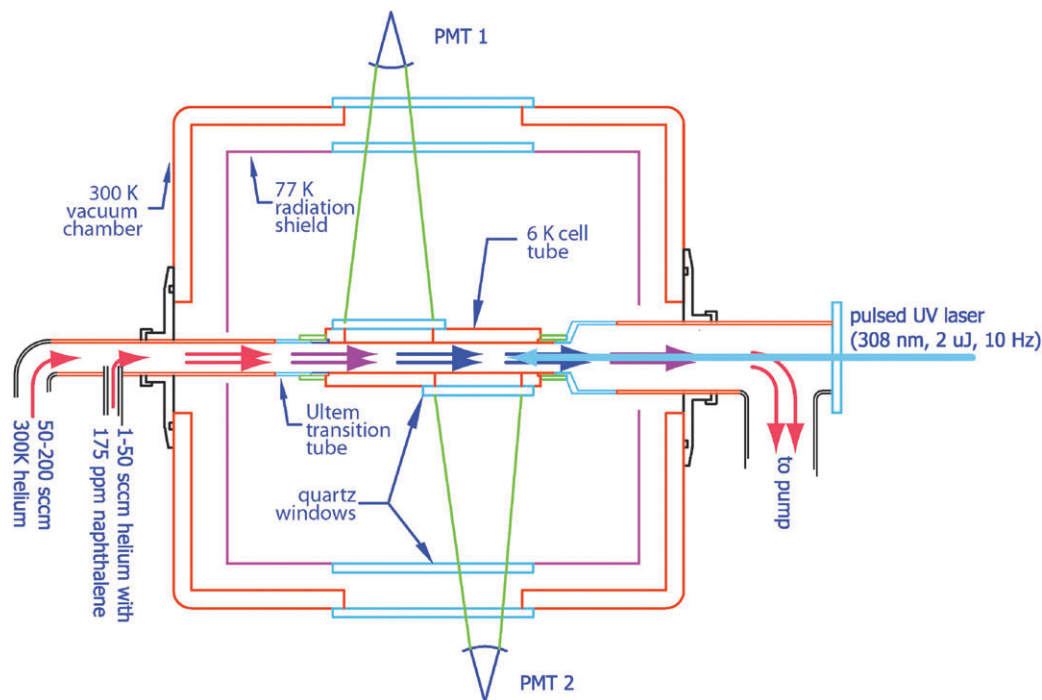 PMT 1
300 K
vacuum
chamber
77 K
radiation
shield
6 K cell
tube
pulsed UV laser
(308 nm, 2 uJ, 10 Hz)
Ultem
transition
tube
quartz
windows
50-200 sccm
300K helium
1-50 sccm helium with
175 ppm naphthalene
to pump
PMT 2